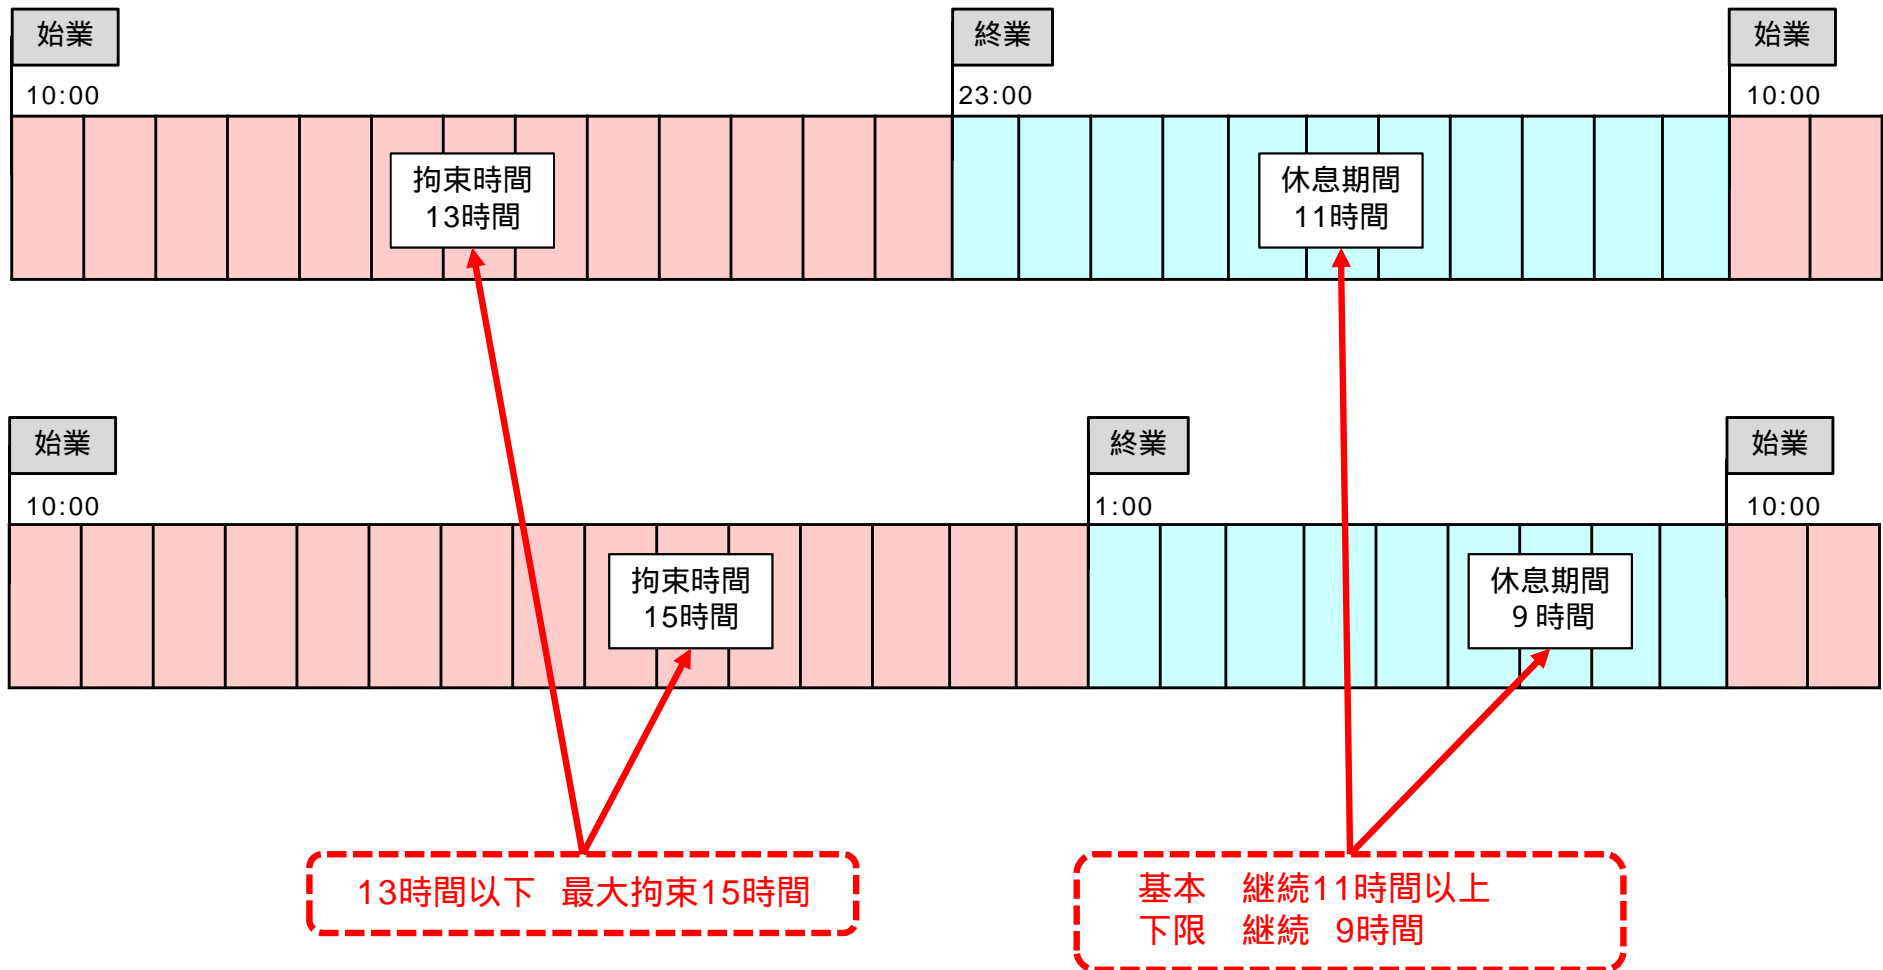 始業
終業
始業
10:00
23:00
10:00
拘束時間
13時間
休息期間
11時間
始業
終業
始業
10:00
1:00
10:00
拘束時間
15時間
休息期間
9時間
13時間以下 最大拘束15時間
基本 継続11時間以上
下限 継続 9時間